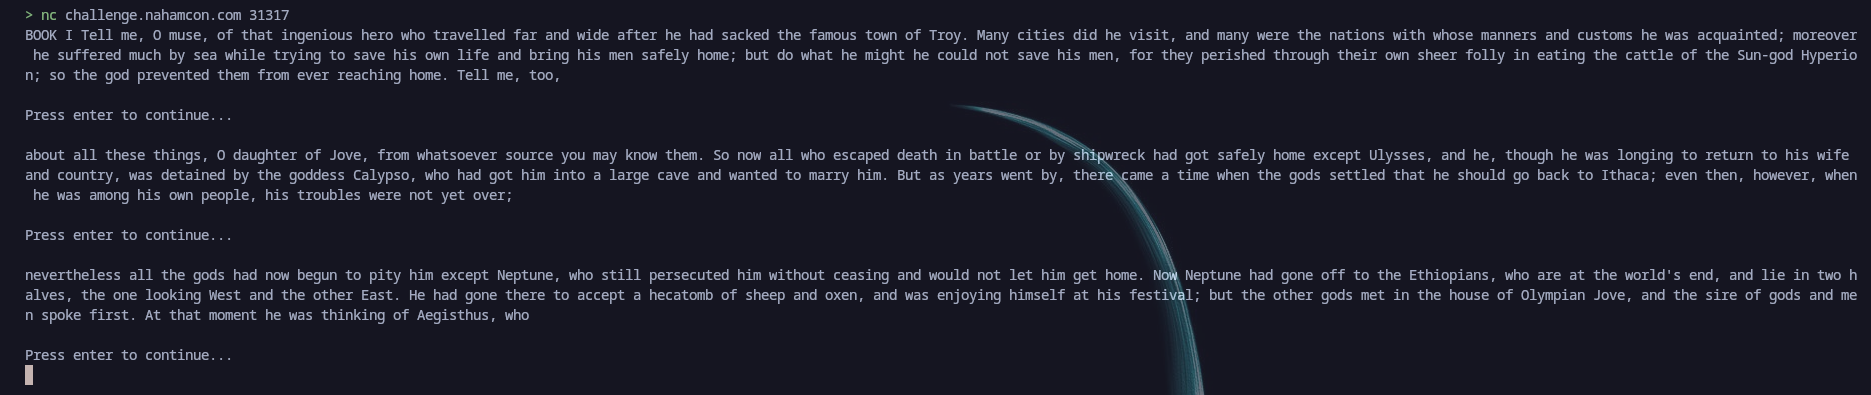 > nc challenge.nahamcon.com 31317
BOOK I Tell me, O muse, of that ingenious hero who travelled far and wide after he had sacked the famous town of Troy. Many cities did he visit, and many were the nations with whose manners and customs he was acquainted; moreover
he suffered much by sea while trying to save his own life and bring his men safely home; but do what he might he could not save his men, for they perished through their own sheer folly in eating the cattle of the Sun-god Hyperio
n; so the god prevented them from ever reaching home. Tell me, too,
Press enter to continue...
about all these things, O daughter of Jove, from whatsoever source you may know them. So now all who escaped death in battle or by shipwreck had got safely home except Ulysses, and he, though he was longing to return to his wife
and country, was detained by the goddess Calypso, who had got him into a large cave and wanted to marry him. But as years went by, there came a time when the gods settled that he should go back to Ithaca; even then, however, when
he was among his own people, his troubles were not yet over;
Press enter to continue...
nevertheless all the gods had now begun to pity him except Neptune, who still persecuted him without ceasing and would not let him get home. Now Neptune had gone off to the Ethiopians, who are at the world's end, and lie in two h
alves, the one looking West and the other East. He had gone there to accept a hecatomb of sheep and oxen, and was enjoying himself at his festival; but the other gods met in the house of Olympian Jove, and the sire of gods and me
n spoke first. At that moment he was thinking of Aegisthus, who
Press enter to continue...